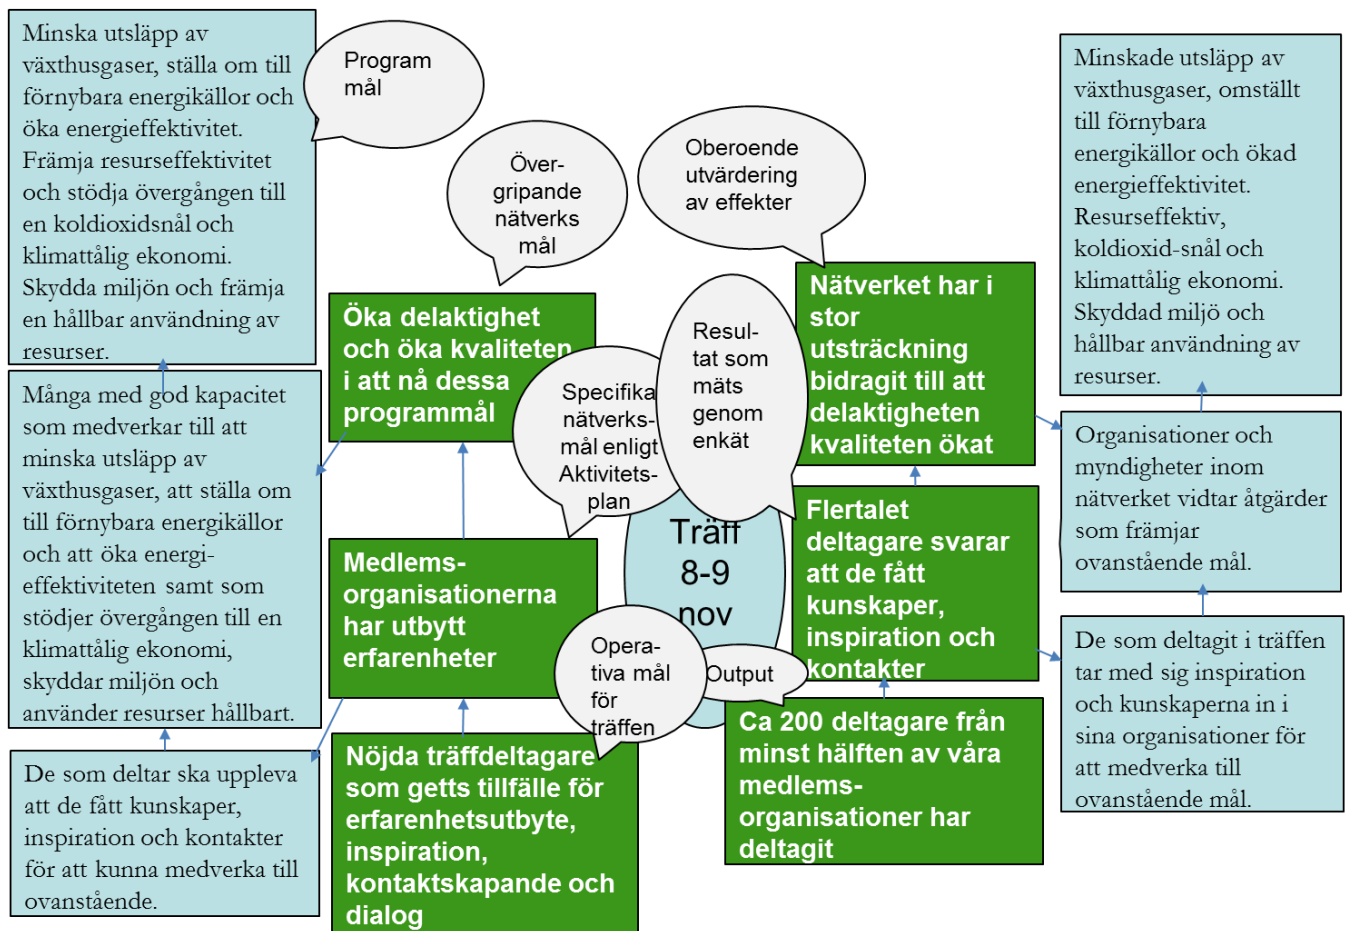 Minska utsläpp av
växthusgaser, ställa om till
förnybara energikällor och
öka energieffektivitet.
Främja resurseffektivitet
och stödja övergången till
en koldioxidsnål och
klimattålig ekonomi.
Skydda miljön och främja
en hållbar användning av
resurser.
Program
mål
Över-
gripande
nätverks
mål
Oberoende
utvärdering
av effekter
Minskade utsläpp av
växthusgaser, omställt
till förnybara
energikällor och ökad
energieffektivitet.
Resurseffektiv,
koldioxid-snål och
klimattålig ekonomi.
Skyddad miljö och
hållbar användning av
resurser.
Öka delaktighet
och öka kvaliteten
i att nå dessa
programmål
Specifika
nätverks-
mål enligt
Aktivitets-
plan
Resul-
tat som
mäts
genom
enkät
Nätverket har i
stor
utsträckning
bidragit till att
delaktigheten
kvaliteten ökat
Många med god kapacitet
som medverkar till att
minska utsläpp av
växthusgaser, att ställa om
till förnybara energikällor
och att öka energi-
effektiviteten samt som
stödjer övergången till en
klimattålig ekonomi,
skyddar miljön och
använder resurser hållbart.
Medlems-
organisationerna
har utbytt
erfarenheter
Träff
8-9
nov
Flertalet
deltagare svarar
att de fått
kunskaper,
inspiration och
kontakter
Organisationer och
myndigheter inom
nätverket vidtar åtgärder
som främjar
ovanstående mål.
Opera-
tiva mål
för
träffen
Output
De som deltagit i träffen
tar med sig inspiration
och kunskaperna in i
sina organisationer för
att medverka till
ovanstående mål.
De som deltar ska uppleva
att de fått kunskaper,
inspiration och kontakter
för att kunna medverka till
ovanstående.
Nöjda träffdeltagare
som getts tillfälle för
erfarenhetsutbyte,
inspiration,
kontaktskapande och
dialog
Ca 200 deltagare från
minst hälften av våra
medlems-
organisationer har
deltagit